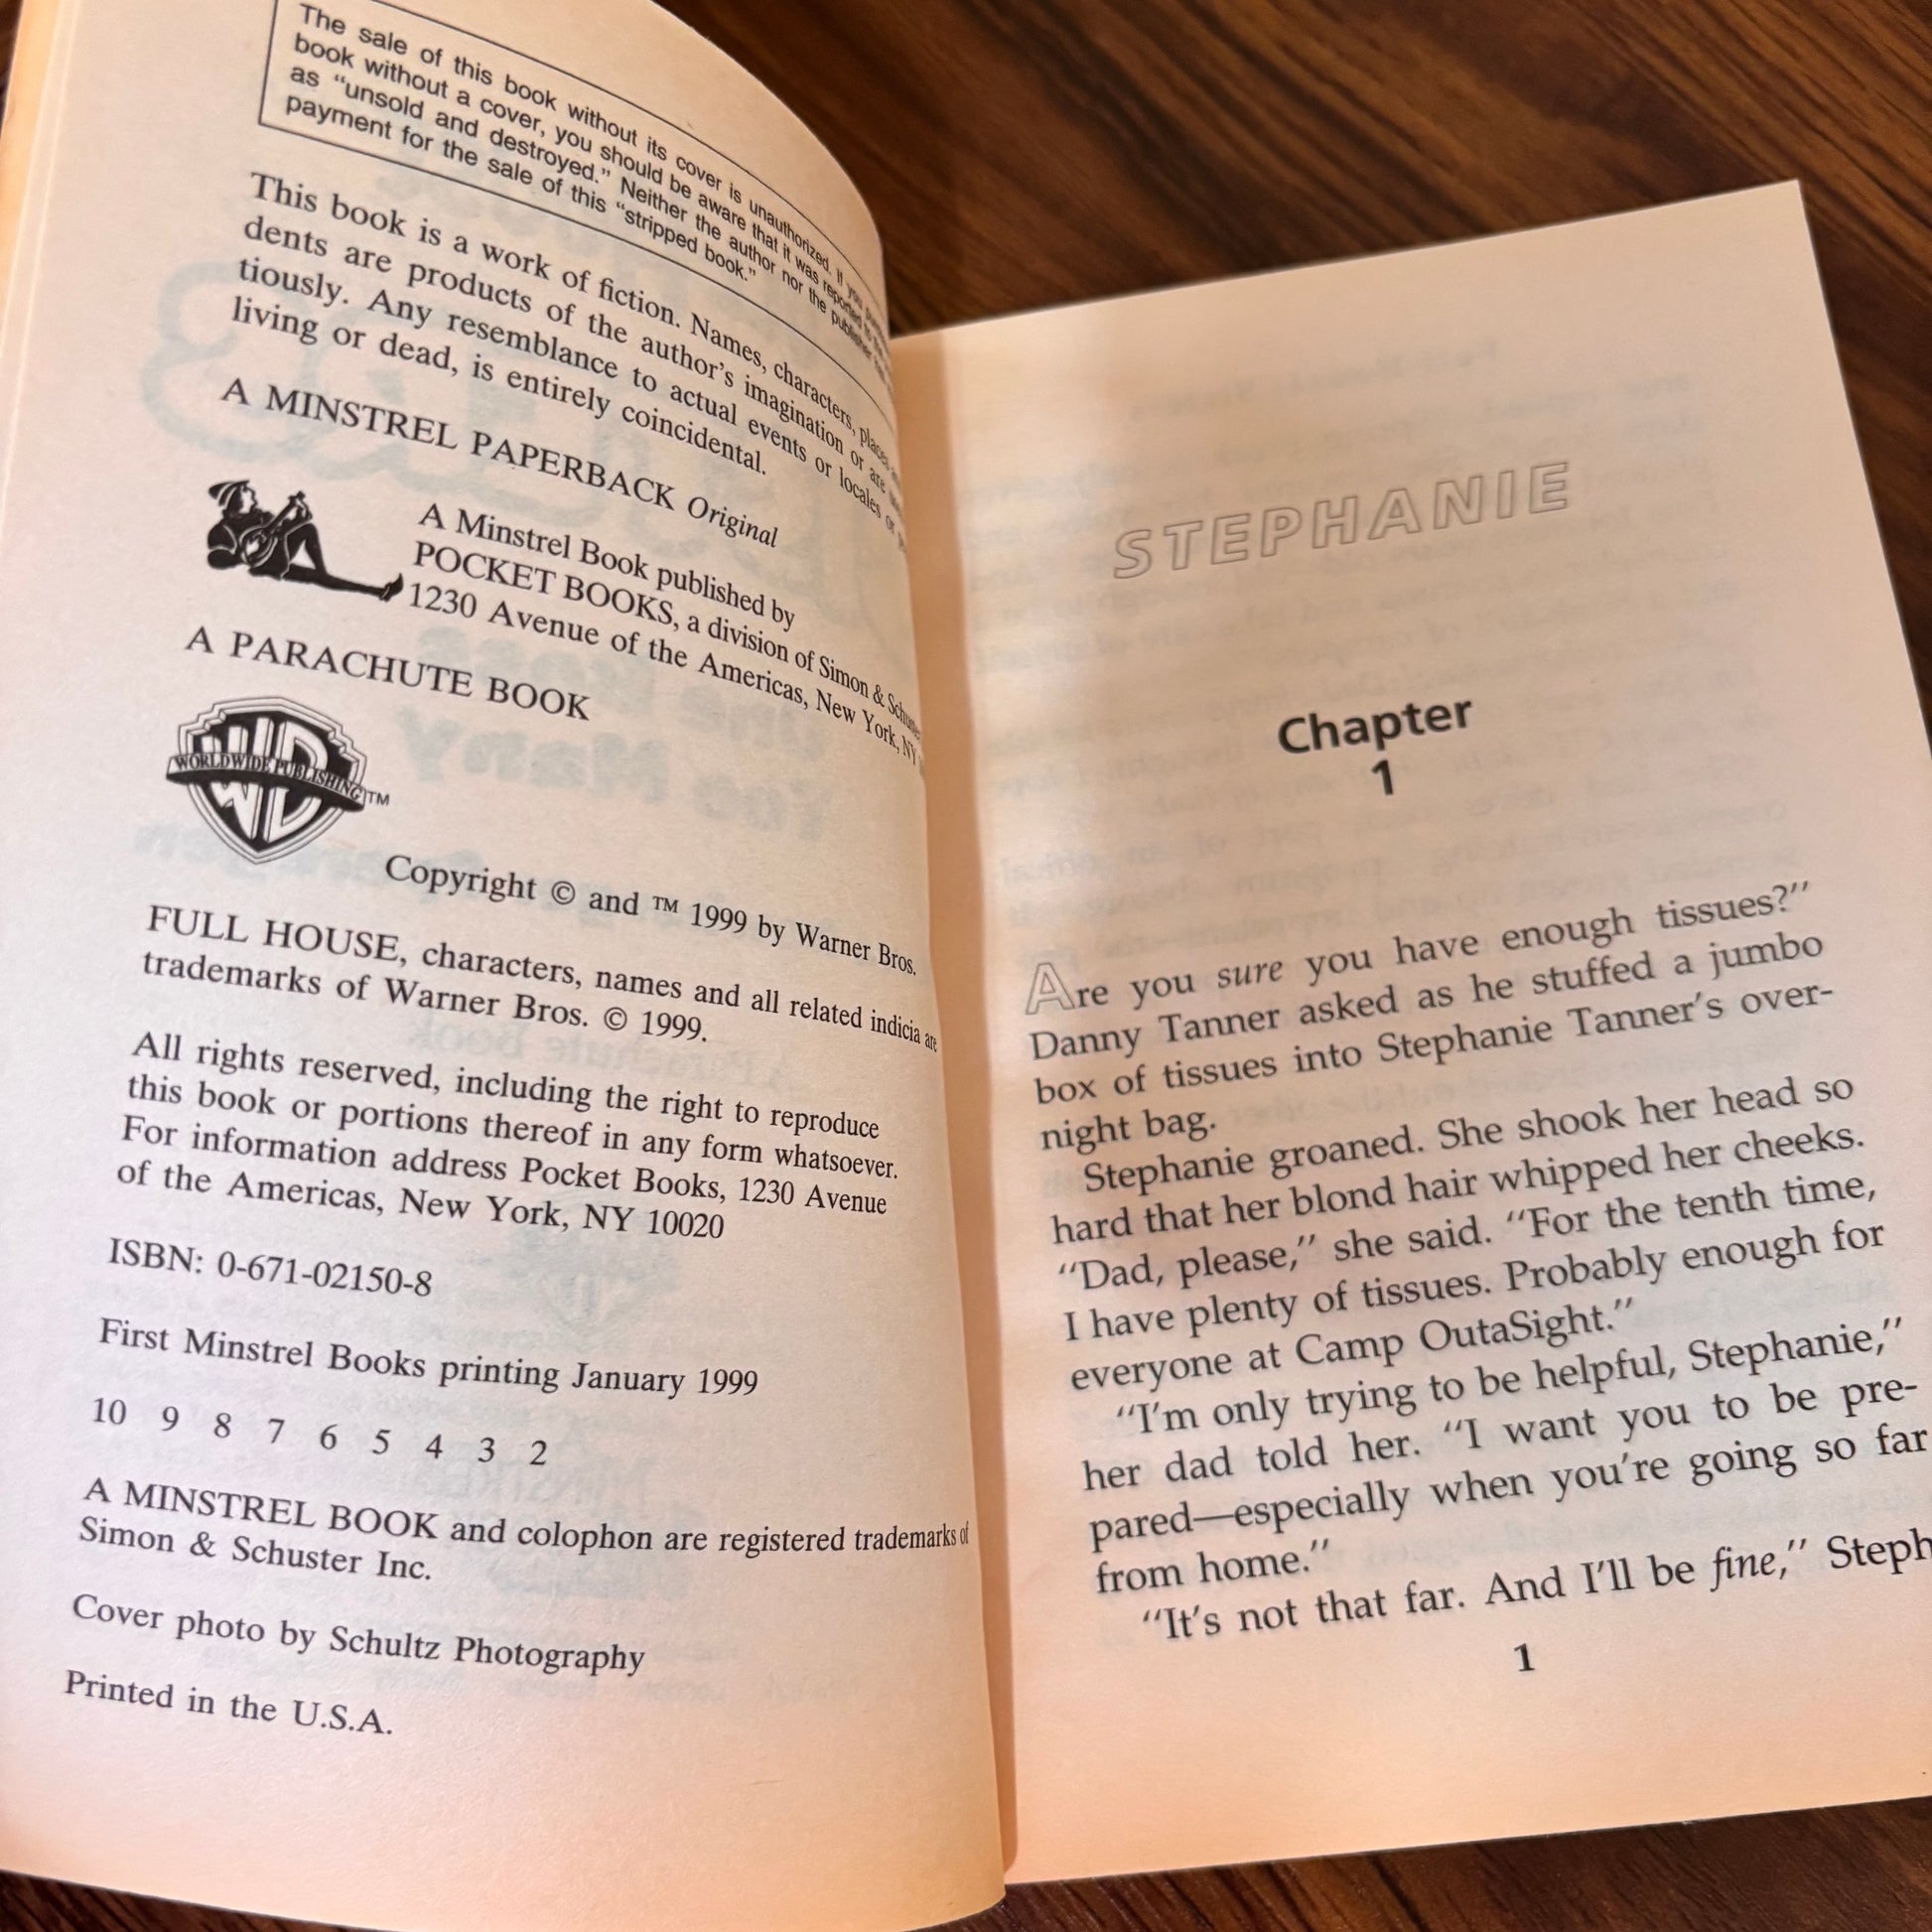 The sale of this book without its cover is unauthorized. If you
book without a cover, you should be aware that it was reported to the
as “unsold and destroyed.” Neither the author nor the publisher has
payment for the sale of this “stripped book.”
This book is a work of fiction. Names, characters, places
dents are products of the author’s imagination or are used
tiously. Any resemblance to actual events or locales or
living or dead, is entirely coincidental.
A MINSTREL PAPERBACK Original
A Minstrel Book published by
POCKET BOOKS, a division of Simon & Schuster
1230 Avenue of the Americas, New York, NY
A PARACHUTE BOOK
WORLDWIDE PUBLISHING
WB
TM
Copyright © and ™ 1999 by Warner Bros.
FULL HOUSE, characters, names and all related indicia are
trademarks of Warner Bros. © 1999.
All rights reserved, including the right to reproduce
this book or portions thereof in any form whatsoever.
For information address Pocket Books, 1230 Avenue
of the Americas, New York, NY 10020
ISBN: 0-671-02150-8
First Minstrel Books printing January 1999
10 9 8 7 6 5 4 3 2
A MINSTREL BOOK and colophon are registered trademarks of
Simon & Schuster Inc.
Cover photo by Schultz Photography
Printed in the U.S.A.
STEPHANIE
Chapter
1
Are you sure you have enough tissues?”
Danny Tanner asked as he stuffed a jumbo
box of tissues into Stephanie Tanner’s over-
night bag.
Stephanie groaned. She shook her head so
hard that her blond hair whipped her cheeks.
“Dad, please,” she said. “For the tenth time,
I have plenty of tissues. Probably enough for
everyone at Camp OutaSight.”
“I’m only trying to be helpful, Stephanie,”
her dad told her. “I want you to be pre-
pared—especially when you’re going so far
from home.”
“It’s not that far. And I’ll be fine,” Steph
1